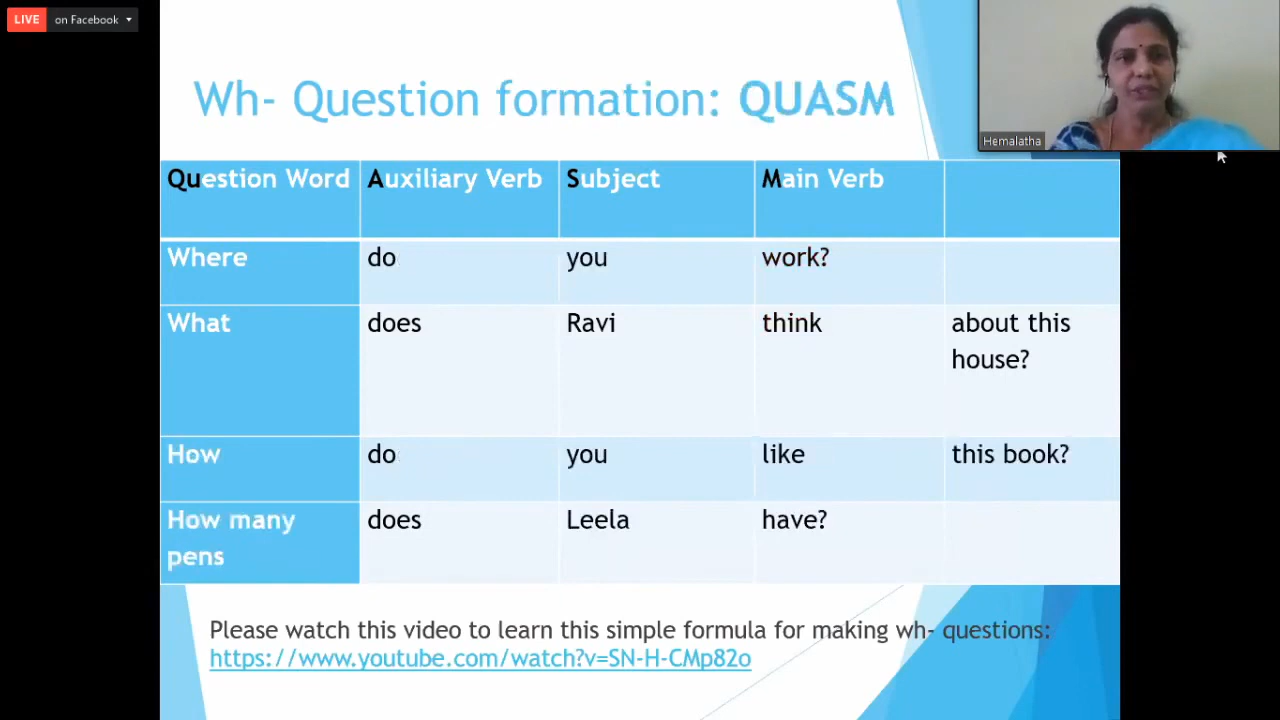 LIVE on Facebook
Wh- Question formation: QUASM
Hemalatha
Question Word Auxiliary Verb Subject Main Verb
Where do you work?
What does Ravi think about this
house?
How do you like this book?
How many does Leela have?
pens
Please watch this video to learn this simple formula for making wh- questions:
https://www.youtube.com/watch?v=SN-H-CMp82o